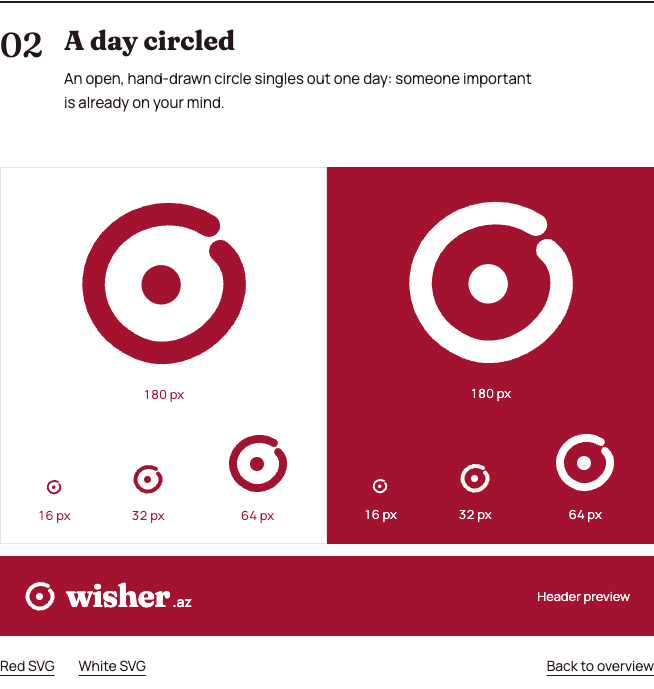 02
A day circled
An open, hand-drawn circle singles out one day: someone important
is already on your mind.
180 px
180 px
16 px
32 px
64 px
16 px
32 px
64 px
wisher.az
Header preview
Red SVG
White SVG
Back to overview